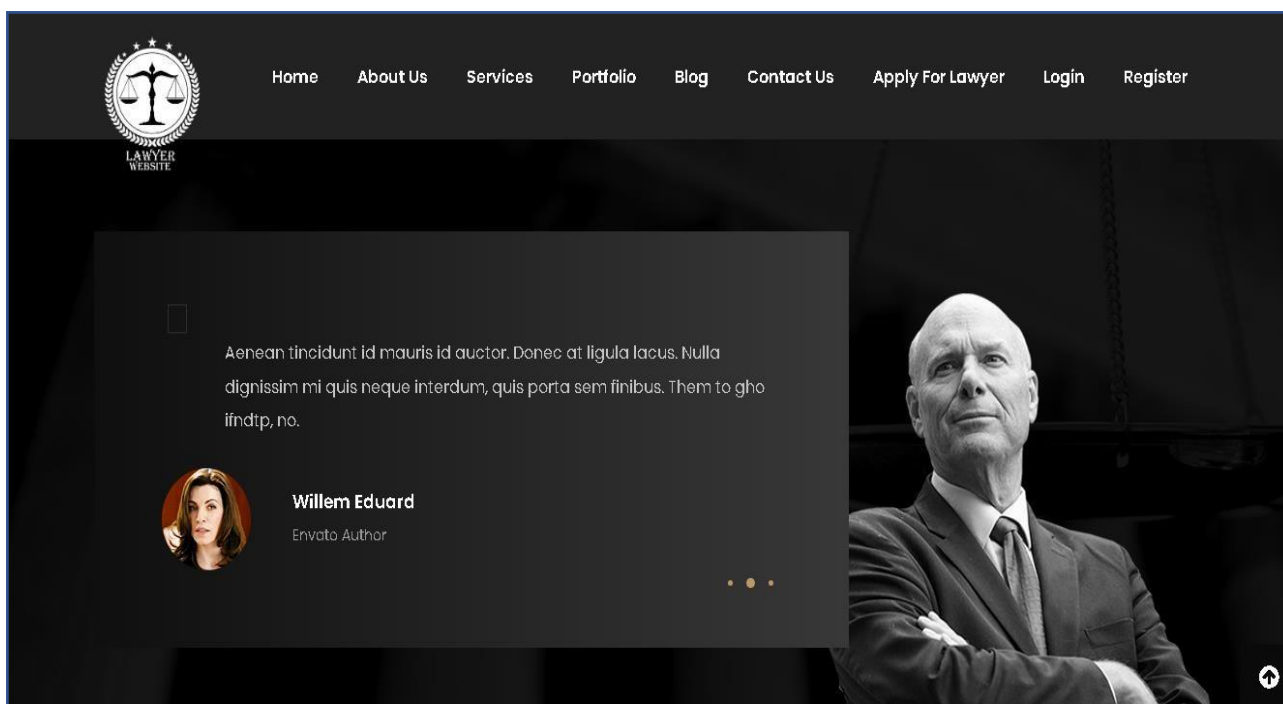 Home About Us Services Portfolio Blog Contact Us Apply For Lawyer Login Register
LAWYER
WEBSITE
Aenean tincidunt id mauris id auctor. Donec at ligula lacus. Nulla
dignissim mi quis neque interdum, quis porta sem finibus. Them to gho
ifndtp, no.
Willem Eduard
Envato Author